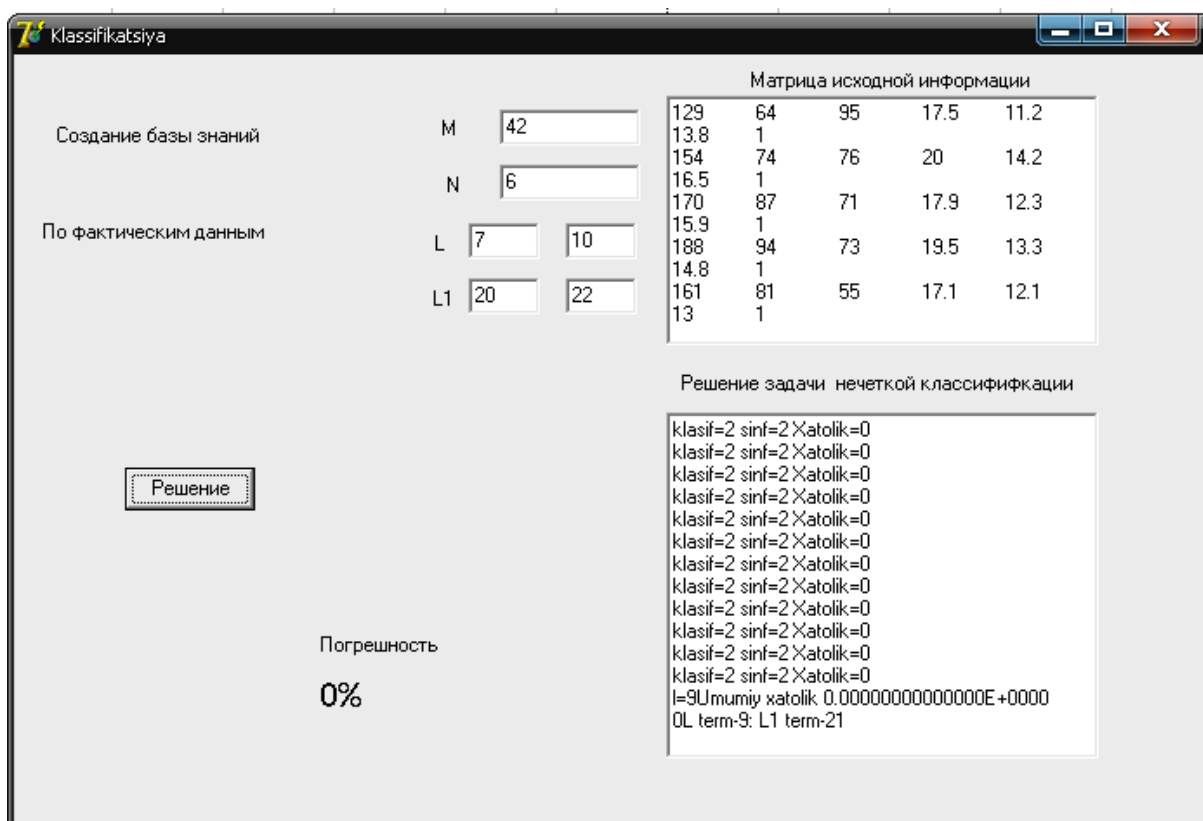 Klassifikatsiya
Матрица исходной информации
Создание базы знаний
M 42
N 6
По фактическим данным
L 7 10
L1 20 22
129 64 95 17.5 11.2
13.8 1
154 74 76 20 14.2
16.5 1
170 87 71 17.9 12.3
15.9 1
188 94 73 19.5 13.3
14.8 1
161 81 55 17.1 12.1
13 1
Решение задачи нечеткой классифифкации
klasif=2 sinf=2 Xatolik=0
klasif=2 sinf=2 Xatolik=0
klasif=2 sinf=2 Xatolik=0
klasif=2 sinf=2 Xatolik=0
klasif=2 sinf=2 Xatolik=0
klasif=2 sinf=2 Xatolik=0
klasif=2 sinf=2 Xatolik=0
klasif=2 sinf=2 Xatolik=0
klasif=2 sinf=2 Xatolik=0
klasif=2 sinf=2 Xatolik=0
klasif=2 sinf=2 Xatolik=0
klasif=2 sinf=2 Xatolik=0
l=9Umumiy xatolik 0.00000000000000E+0000
0L term-9: L1 term-21
Решение
Погрешность
0%